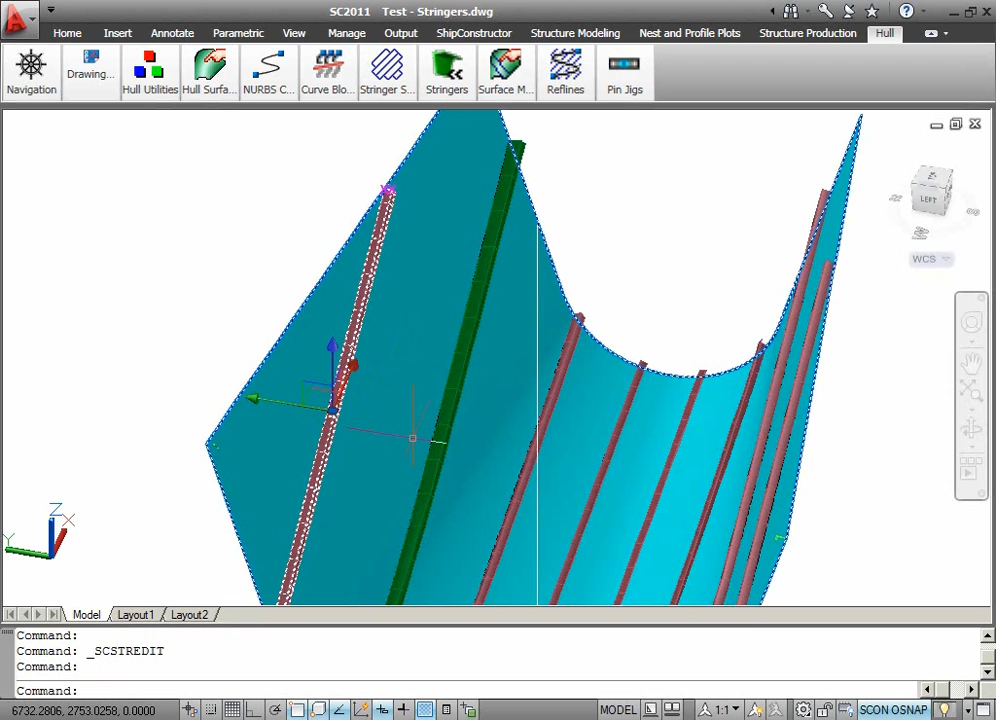 SC2011 Test - Stringers.dwg
Home Insert Annotate Parametric View Manage Output ShipConstructor Structure Modeling Nest and Profile Plots Structure Production Hull
Navigation Drawing... Hull Utilities Hull Surfa... NURBS C... Curve Blo... Stringer S... Stringers Surface M... Reflines Pin Jigs
LEFT
WCS
Z
X
Y
Model Layout1 Layout2
Command:
Command: _SCSTREDIT
Command:
Command:
6732.2806, 2753.0258, 0.0000 MODEL 1:1 SCON OSNAP